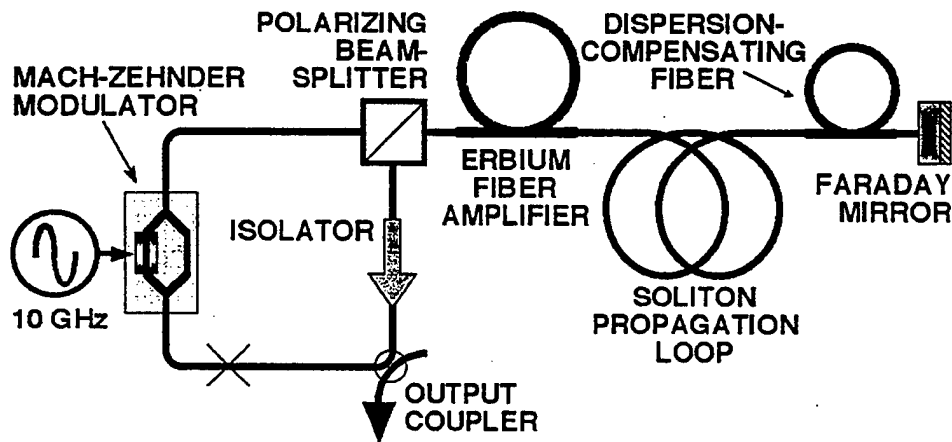 POLARIZING
BEAM-
SPLITTER
DISPERSION-
COMPENSATING
FIBER
MACH-ZEHNDER
MODULATOR
ERBIUM
FIBER
AMPLIFIER
FARADAY
MIRROR
ISOLATOR
SOLITON
PROPAGATION
LOOP
10 GHz
OUTPUT
COUPLER